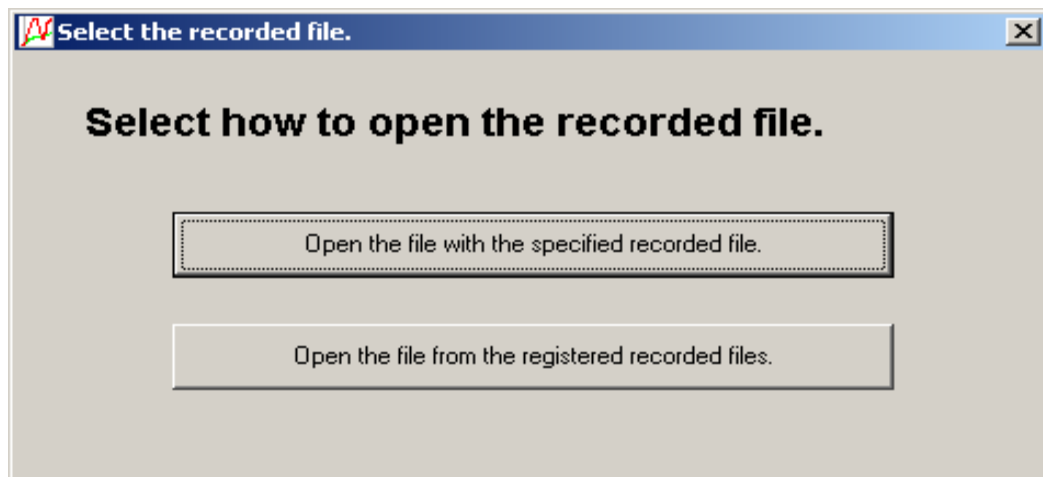 Select the recorded file.
Select how to open the recorded file.
Open the file with the specified recorded file.
Open the file from the registered recorded files.